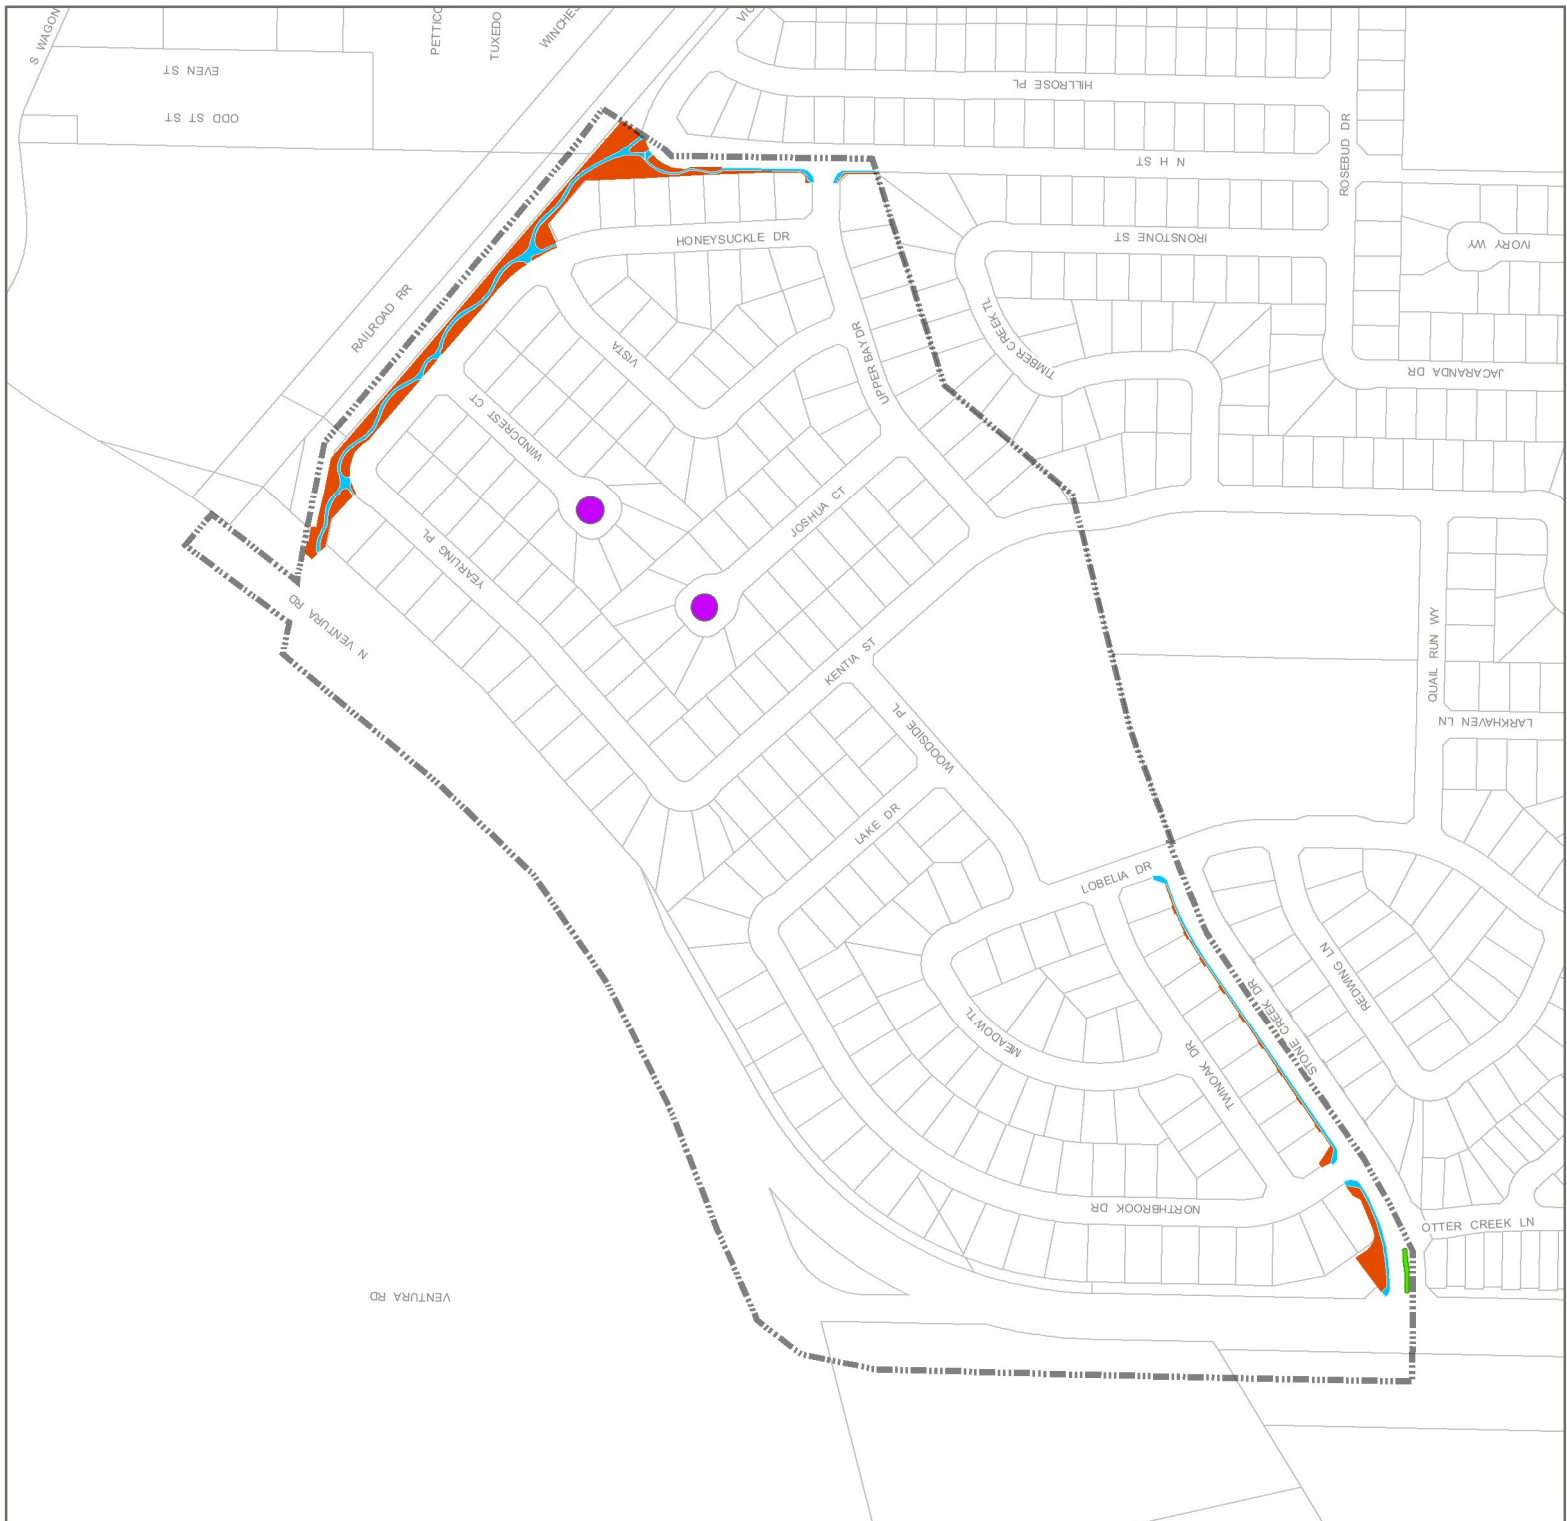 S WAGON
PETTICO
TUXEDO
WINCHES
VIC
EVEN ST
ODD ST ST
HILLROSE PL
ROSEBUD DR
N H ST
HONEYSUCKLE DR
IRONSTONE ST
IVORY WY
RAILROAD RR
VISTA
UPPER BAY DR
TIMBER CREEK TL
JACARANDA DR
WINDCREST CT
JOSHUA CT
YEARLING PL
N VENTURA RD
KENTIA ST
QUAIL RUN WY
WOODSIDE PL
LARKHAVEN LN
LAKE DR
LOBELIA DR
REDWING LN
STONE CREEK DR
MEADOW TL
TWINOAK DR
NORTHBROOK DR
OTTER CREEK LN
VENTURA RD